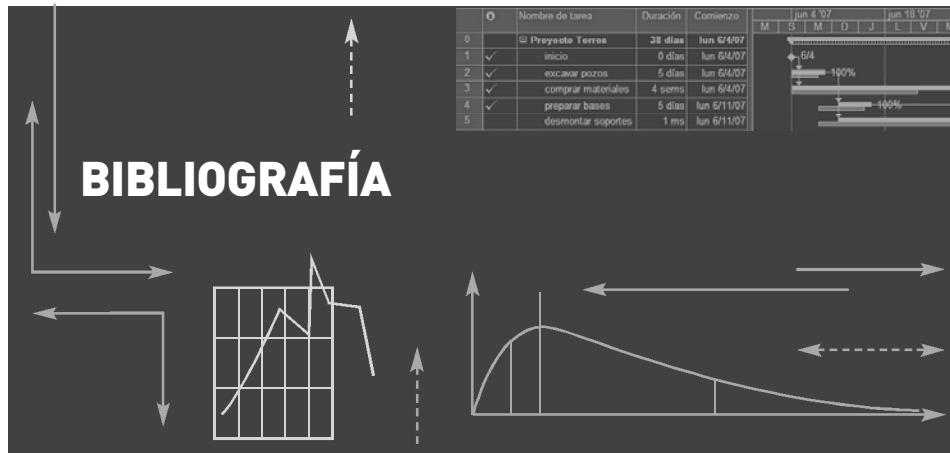 Nombre de tarea Duración Comienzo jun 4 '07 jun 18 '07
M S M D J L V M
0 Proyecto Torres 38 días lun 6/4/07
1 inicio 0 días lun 6/4/07 6/4
2 excavar pozos 5 días lun 6/4/07 100%
3 comprar materiales 4 sems lun 6/4/07
4 preparar bases 5 días lun 6/11/07 100%
5 desmontar soportes 1 ms lun 6/11/07
BIBLIOGRAFÍA